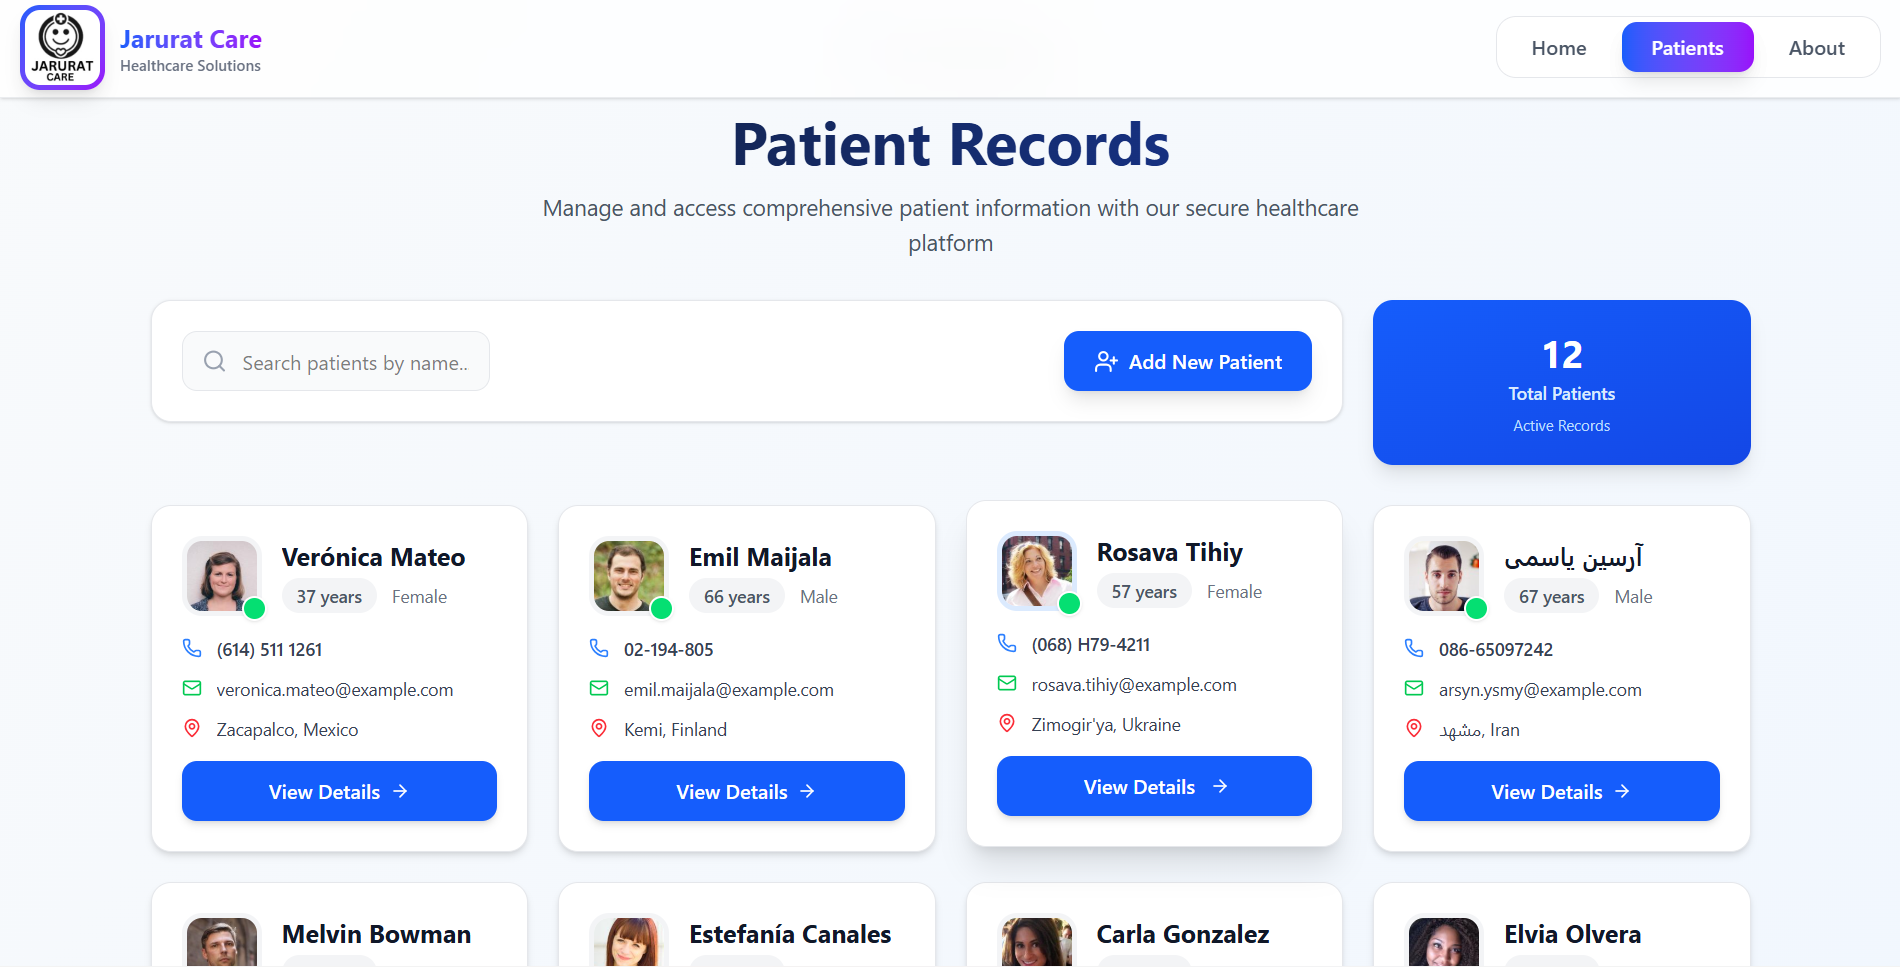 JARURAT
CARE
Jarurat Care
Healthcare Solutions
Home
Patients
About
Patient Records
Manage and access comprehensive patient information with our secure healthcare
platform
Search patients by name..
Add New Patient
12
Total Patients
Active Records
Verónica Mateo
37 years
Female
(614) 511 1261
veronica.mateo@example.com
Zacapalco, Mexico
View Details
Emil Maijala
66 years
Male
02-194-805
emil.maijala@example.com
Kemi, Finland
View Details
Rosava Tihiy
57 years
Female
(068) H79-4211
rosava.tihiy@example.com
Zimogir'ya, Ukraine
View Details
آرسین یاسمی
67 years
Male
086-65097242
arsyn.ysmy@example.com
مشهد, Iran
View Details
Melvin Bowman
Estefanía Canales
Carla Gonzalez
Elvia Olvera